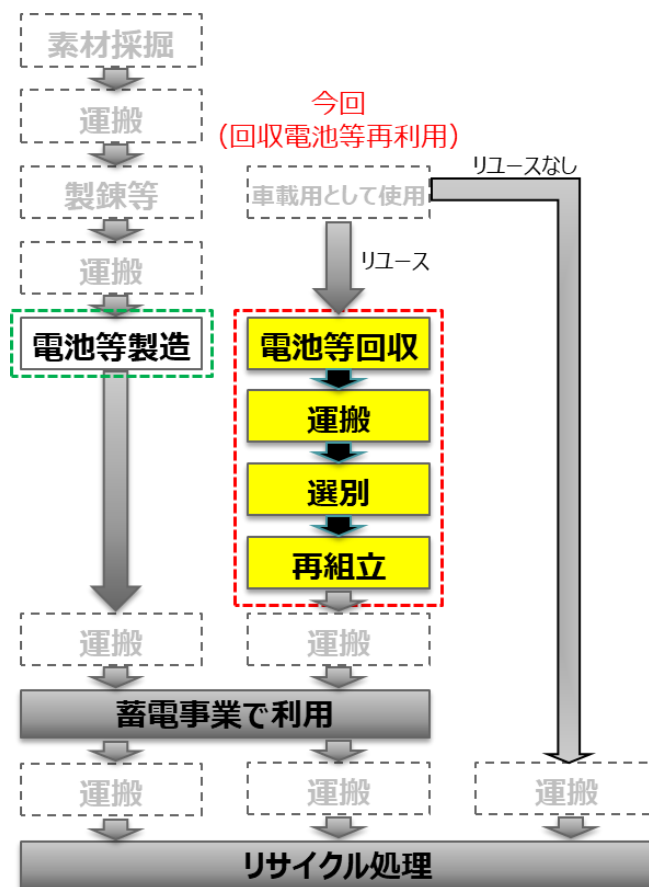 素材採掘
運搬
製錬等
運搬
電池等製造
運搬
今回
（回収電池等再利用）
車載用として使用
リユースなし
リユース
電池等回収
運搬
選別
再組立
運搬
蓄電事業で利用
運搬
運搬
運搬
リサイクル処理